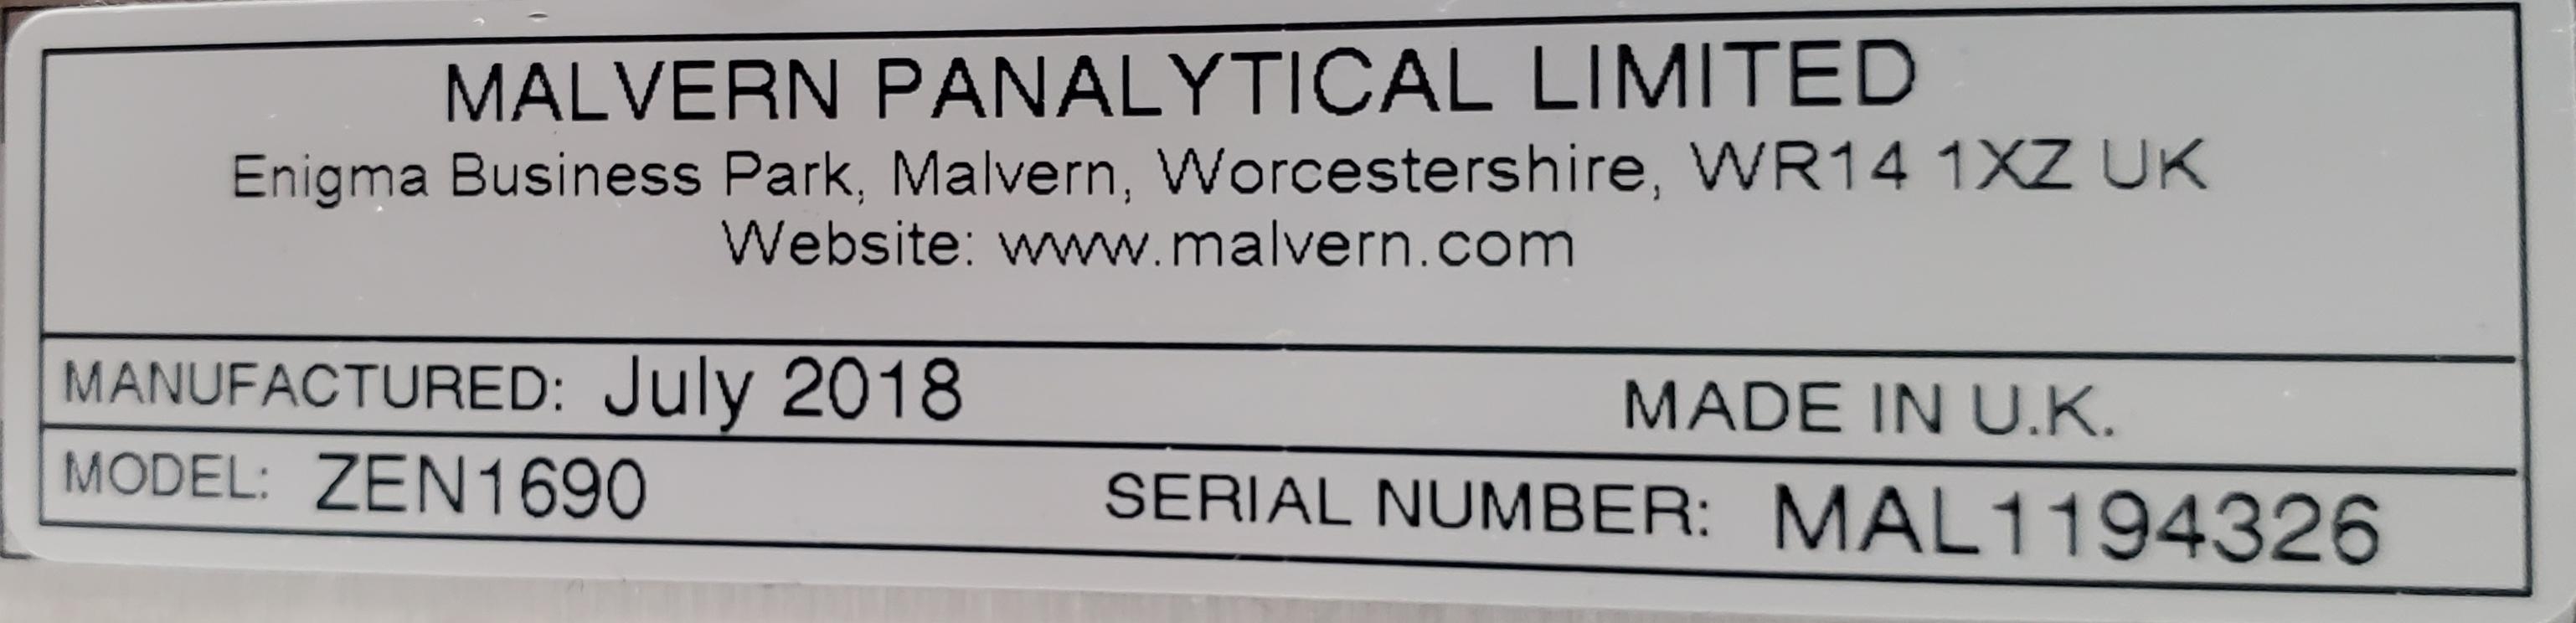 MALVERN PANALYTICAL LIMITED
Enigma Business Park, Malvern, Worcestershire, WR14 1XZ UK
Website: www.malvern.com
MANUFACTURED: July 2018 MADE IN U.K.
MODEL: ZEN1690 SERIAL NUMBER: MAL1194326